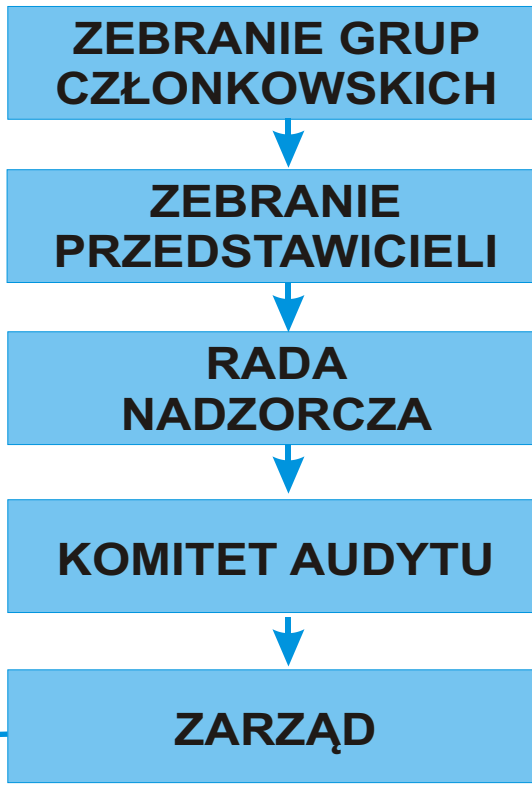 ZEBRANIE GRUP
CZŁONKOWSKICH
ZEBRANIE
PRZEDSTAWICIELI
RADA
NADZORCZA
KOMITET AUDYTU
ZARZĄD